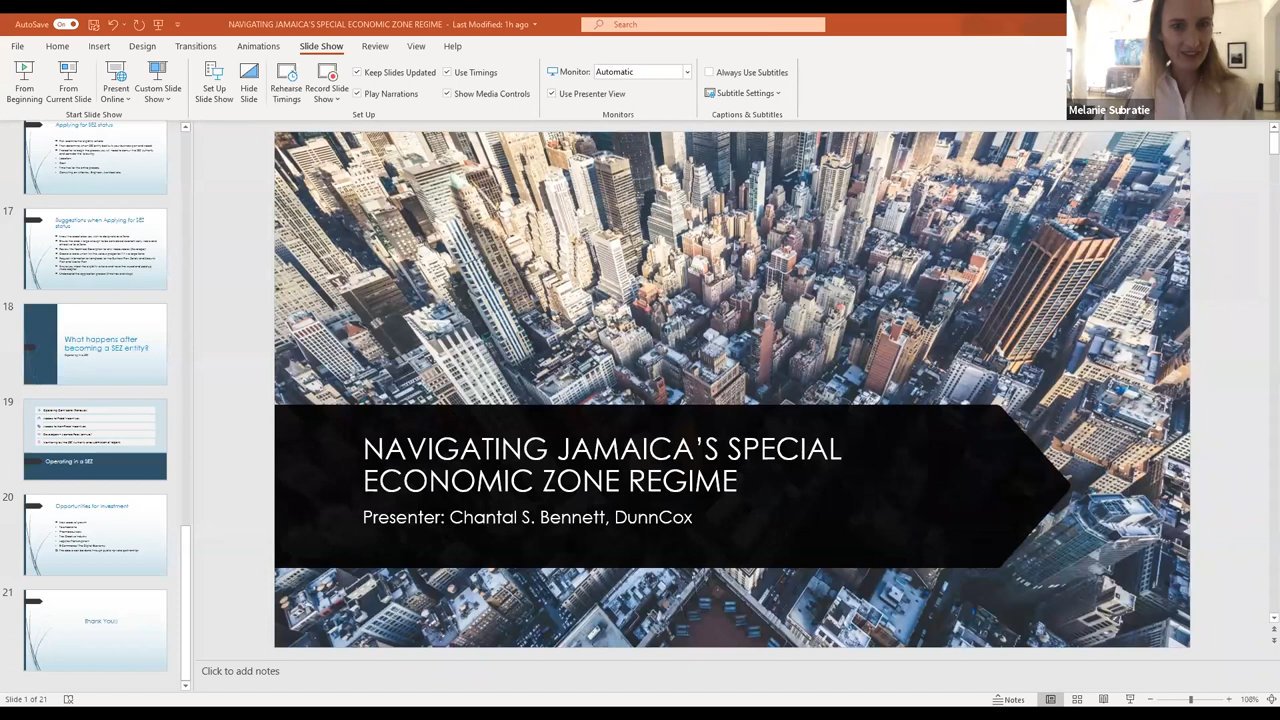 AutoSave On
NAVIGATING JAMAICA'S SPECIAL ECONOMIC ZONE REGIME - Last Modified: 1h ago
Search
File Home Insert Design Transitions Animations Slide Show Review View Help
From Beginning
From Current Slide
Present Online
Custom Slide Show
Set Up Slide Show
Hide Slide
Rehearse Timings
Record Slide Show
Keep Slides Updated
Use Timings
Play Narrations
Show Media Controls
Monitor: Automatic
Use Presenter View
Always Use Subtitles
Subtitle Settings
Start Slide Show
Set Up
Monitors
Captions & Subtitles
Melanie Subratie
Applying for SEZ status
17
Suggestions when Applying for SEZ
status
18
What happens after
becoming a SEZ entity?
19
Operating in a SEZ
20
Opportunities for Investment
21
Thank You!
NAVIGATING JAMAICA'S SPECIAL
ECONOMIC ZONE REGIME
Presenter: Chantal S. Bennett, DunnCox
Click to add notes
Slide 1 of 21
Notes
108%